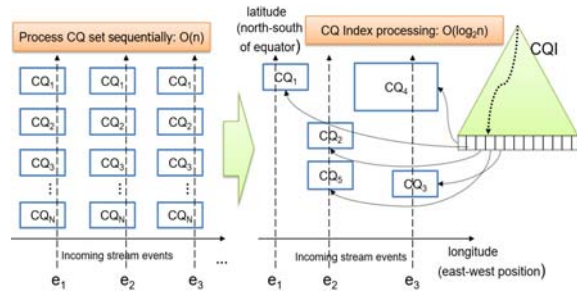 Process CQ set sequentially: O(n)
CQ1 CQ1 CQ1
CQ2 CQ2 CQ2
CQ3 CQ3 CQ3
⋮ ⋮ ⋮
CQN CQN CQN
Incoming stream events
...
e1 e2 e3
latitude
(north-south
of equator)
CQ Index processing: O(log2n)
CQI
CQ1
CQ4
CQ2
CQ5
CQ3
Incoming stream events
longitude
(east-west position)
e1 e2 e3